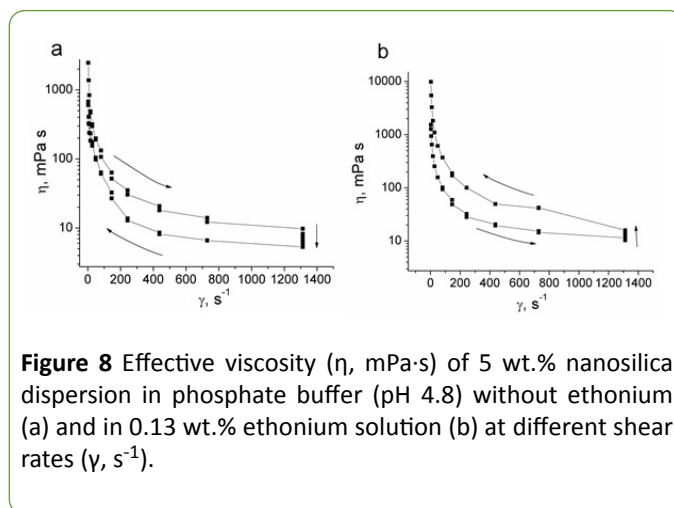 a
b
1000
100
10
η, mPa s
0 200 400 600 800 1000 1200 1400
γ, s⁻¹
10000
1000
100
10
η, mPa s
0 200 400 600 800 1000 1200 1400
γ, s⁻¹
Figure 8 Effective viscosity (η, mPa·s) of 5 wt.% nanosilica
dispersion in phosphate buffer (pH 4.8) without ethonium
(a) and in 0.13 wt.% ethonium solution (b) at different shear
rates (γ, s⁻¹).